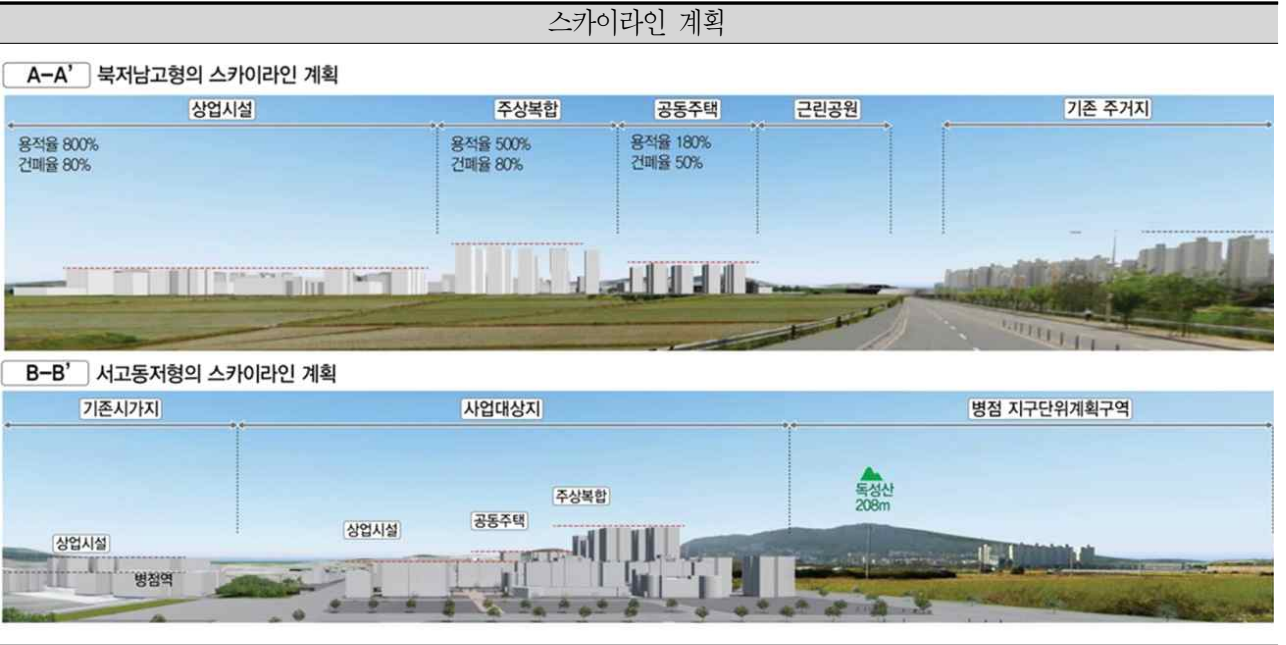 스카이라인 계획
A-A' 북저남고형의 스카이라인 계획
상업시설 주상복합 공동주택 근린공원 기존 주거지
용적율 800% 용적율 500% 용적율 180%
건폐율 80% 건폐율 80% 건폐율 50%
B-B' 서고동저형의 스카이라인 계획
기존시가지 사업대상지 병점 지구단위계획구역
독성산
208m
주상복합
공동주택
상업시설
상업시설
병점역